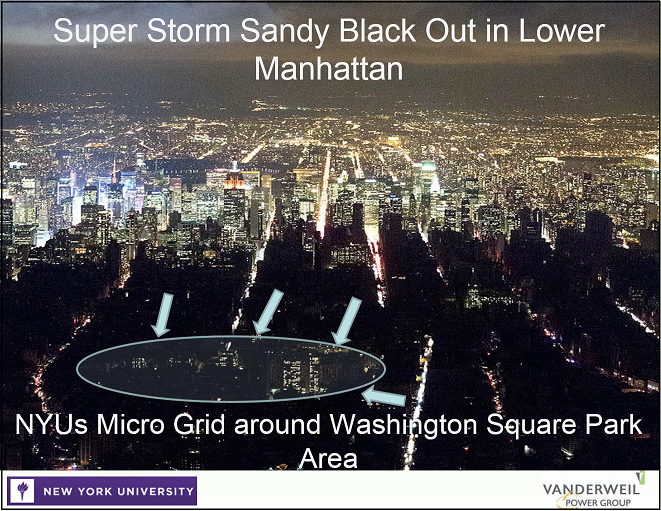 Super Storm Sandy Black Out in Lower
Manhattan
NYUs Micro Grid around Washington Square Park
Area
NEW YORK UNIVERSITY
VANDERWEIL
POWER GROUP